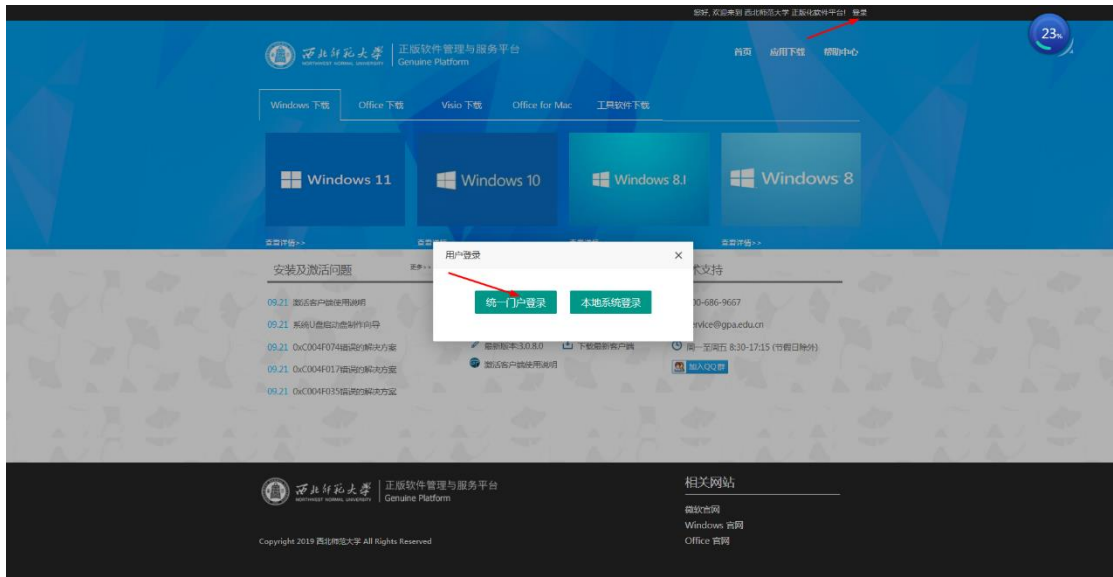 您好, 欢迎来到 西北师范大学 正版化软件平台! 登录
23%
西北师范大学
NORTHWEST NORMAL UNIVERSITY
正版软件管理与服务平台
Genuine Platform
首页 应用下载 帮助中心
Windows 下载 Office 下载 Visio 下载 Office for Mac 工具软件下载
Windows 11 Windows 10 Windows 8.1 Windows 8
查看详情>> 查看详情>>
用户登录 ×
统一门户登录 本地系统登录
安装及激活问题 更多>>
09.21 激活客户端使用说明
09.21 系统U盘启动盘制作向导
09.21 0xC004F074错误的解决方案
09.21 0xC004F017错误的解决方案
09.21 0xC004F035错误的解决方案
最新版本:3.0.8.0 下载最新客户端
激活客户端使用说明
术支持
00-686-9667
ervice@gpa.edu.cn
周一至周五 8:30-17:15 (节假日除外)
加入QQ群
西北师范大学
NORTHWEST NORMAL UNIVERSITY
正版软件管理与服务平台
Genuine Platform
Copyright 2019 西北师范大学 All Rights Reserved
相关网站
微软官网
Windows 官网
Office 官网